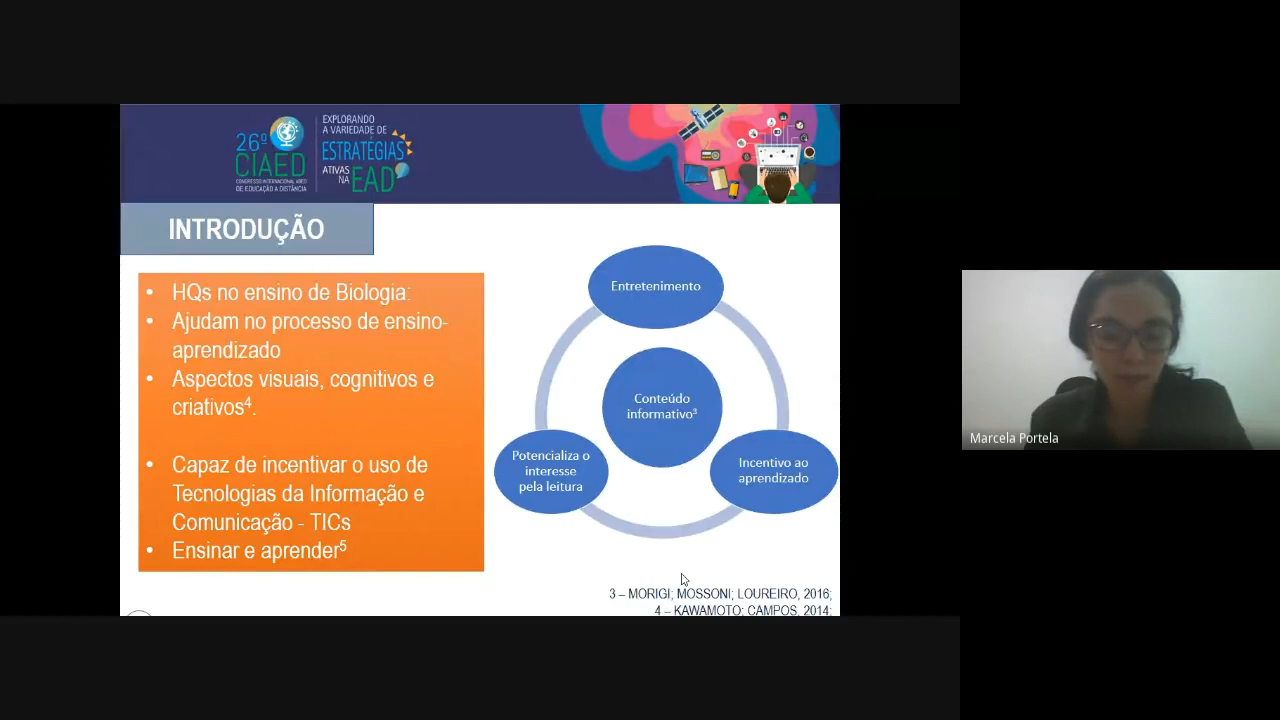 26º
CIAED
CONGRESSO INTERNACIONAL ABED
DE EDUCAÇÃO A DISTÂNCIA
EXPLORANDO
A VARIEDADE DE
ESTRATÉGIAS
ATIVAS
NA EAD
INTRODUÇÃO
• HQs no ensino de Biologia:
• Ajudam no processo de ensino-
aprendizado
• Aspectos visuais, cognitivos e
criativos⁴.
• Capaz de incentivar o uso de
Tecnologias da Informação e
Comunicação - TICs
• Ensinar e aprender⁵
Entretenimento
Conteúdo
informativo³
Potencializa o
interesse
pela leitura
Incentivo ao
aprendizado
3 – MORIGI; MOSSONI; LOUREIRO, 2016;
4 – KAWAMOTO; CAMPOS, 2014;
Marcela Portela